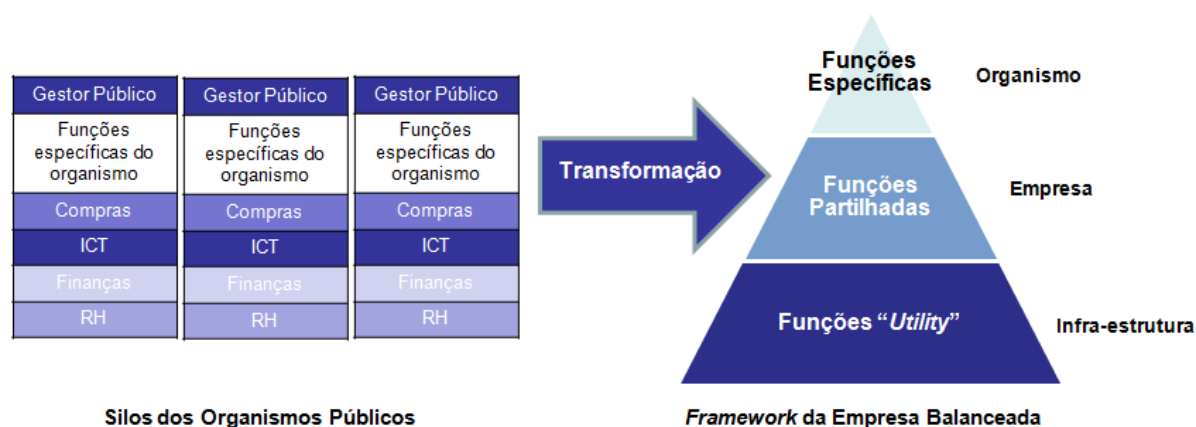 Gestor Público
Funções
específicas do
organismo
Compras
ICT
Finanças
RH
Gestor Público
Funções
específicas do
organismo
Compras
ICT
Finanças
RH
Gestor Público
Funções
específicas do
organismo
Compras
ICT
Finanças
RH
Silos dos Organismos Públicos
Transformação
Funções
Específicas
Organismo
Funções
Partilhadas
Empresa
Funções “Utility”
Infra-estrutura
Framework da Empresa Balanceada